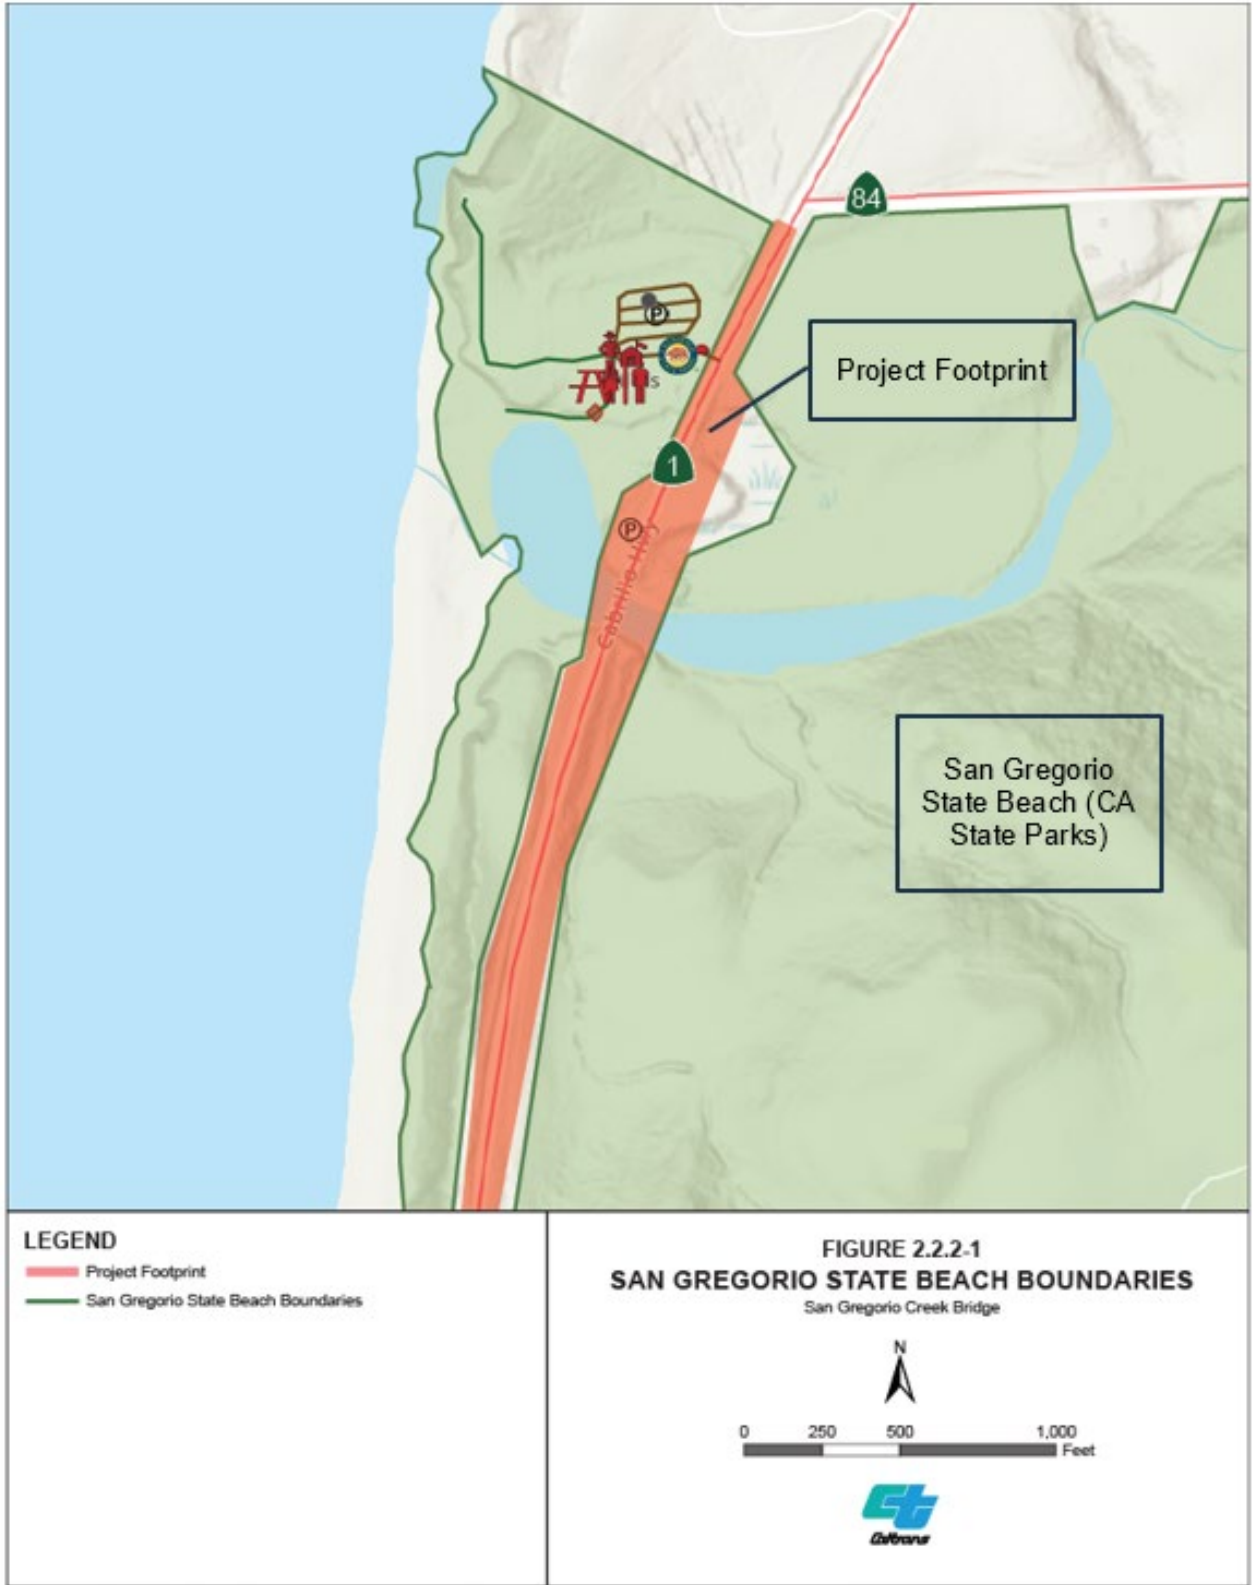 84
P
Project Footprint
1
P
Cabrillo Hwy
San Gregorio
State Beach (CA
State Parks)
LEGEND
Project Footprint
San Gregorio State Beach Boundaries
FIGURE 2.2.2-1
SAN GREGORIO STATE BEACH BOUNDARIES
San Gregorio Creek Bridge
N
0 250 500 1,000
Feet
Caltrans